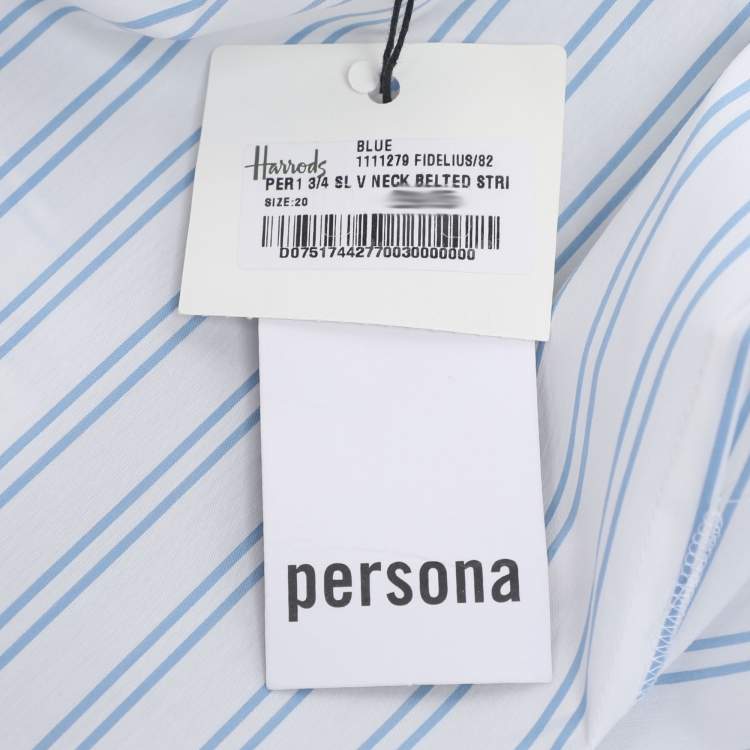 Harrods
BLUE
1111279 FIDELIUS/82
PER1 3/4 SL V NECK BELTED STRI
SIZE:20
D07517442770030000000
persona